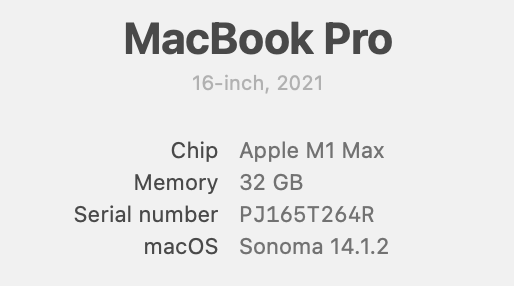 MacBook Pro
16-inch, 2021
Chip Apple M1 Max
Memory 32 GB
Serial number PJ165T264R
macOS Sonoma 14.1.2